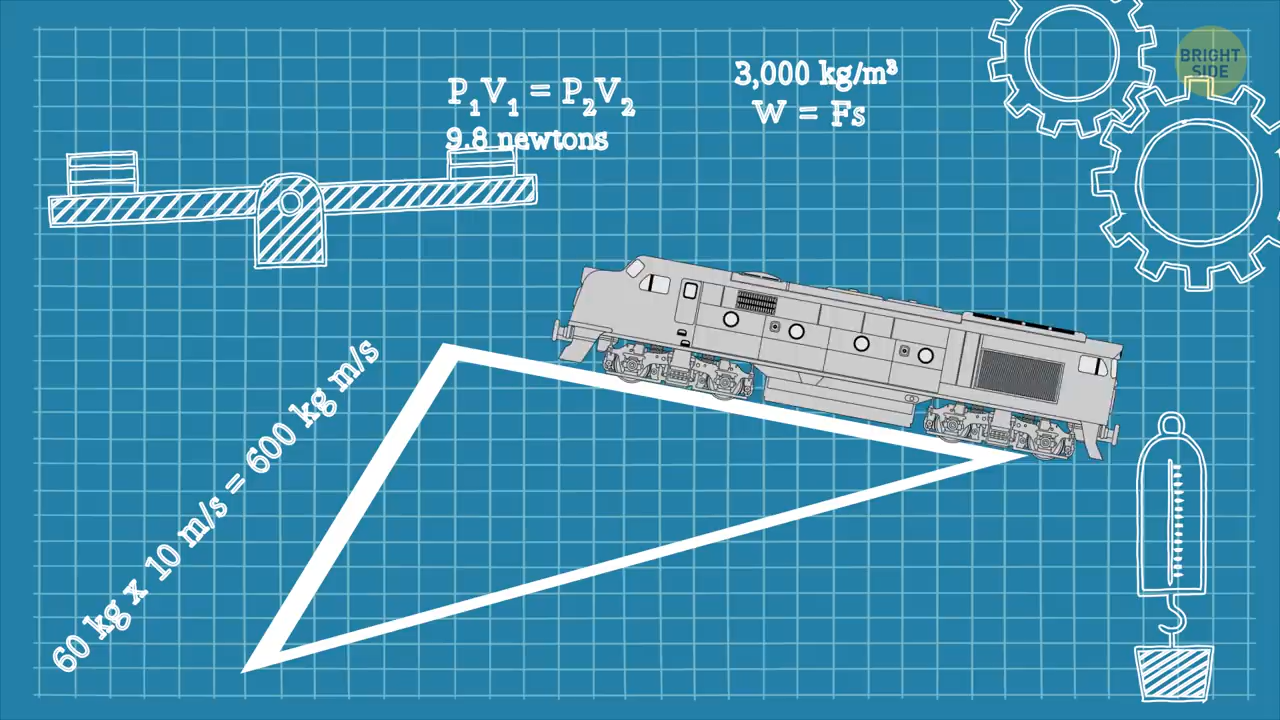 P₁V₁ = P₂V₂
9.8 newtons
3,000 kg/m³
W = Fs
BRIGHT
SIDE
60 kg x 10 m/s = 600 kg m/s